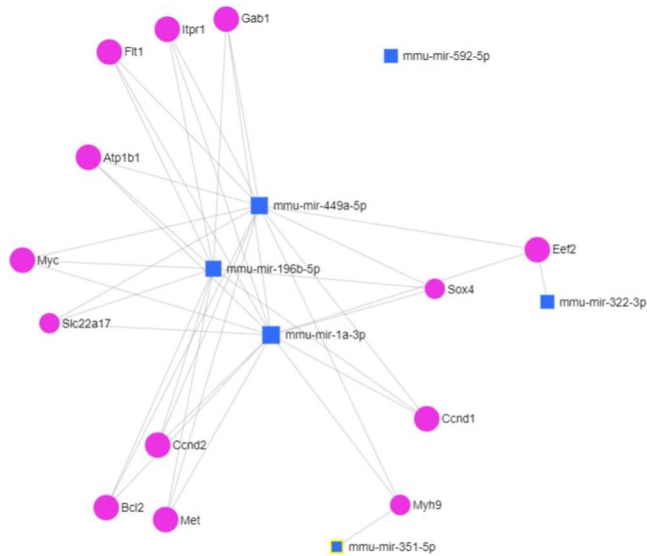 Gab1
Itpr1
Flt1
mmu-mir-592-5p
Atp1b1
mmu-mir-449a-5p
Eef2
Myc
mmu-mir-196b-5p
Sox4
mmu-mir-322-3p
Slc22a17
mmu-mir-1a-3p
Ccnd1
Ccnd2
Myh9
Bcl2
Met
mmu-mir-351-5p